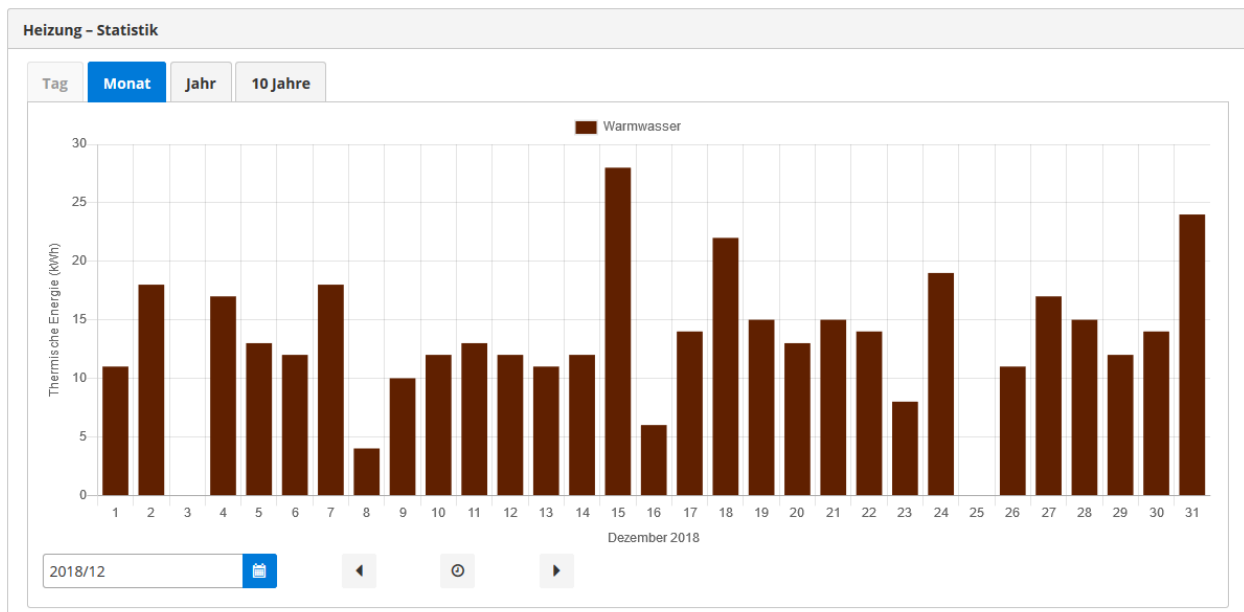 Heizung – Statistik
Tag Monat Jahr 10 Jahre
Warmwasser
30
25
20
15
10
5
0
Thermische Energie (kWh)
1 2 3 4 5 6 7 8 9 10 11 12 13 14 15 16 17 18 19 20 21 22 23 24 25 26 27 28 29 30 31
Dezember 2018
2018/12